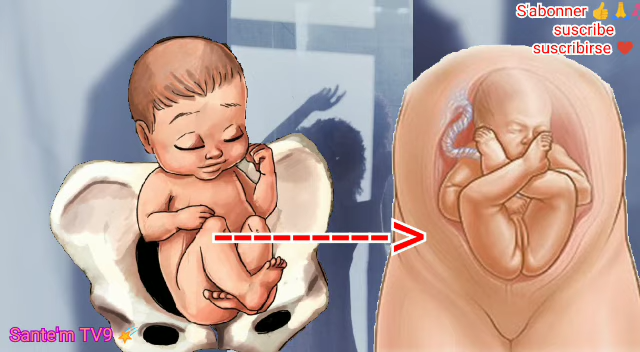 S'abonner 👍🙏
suscribe
suscribirse ❤️
Sante'm TV9 🌠